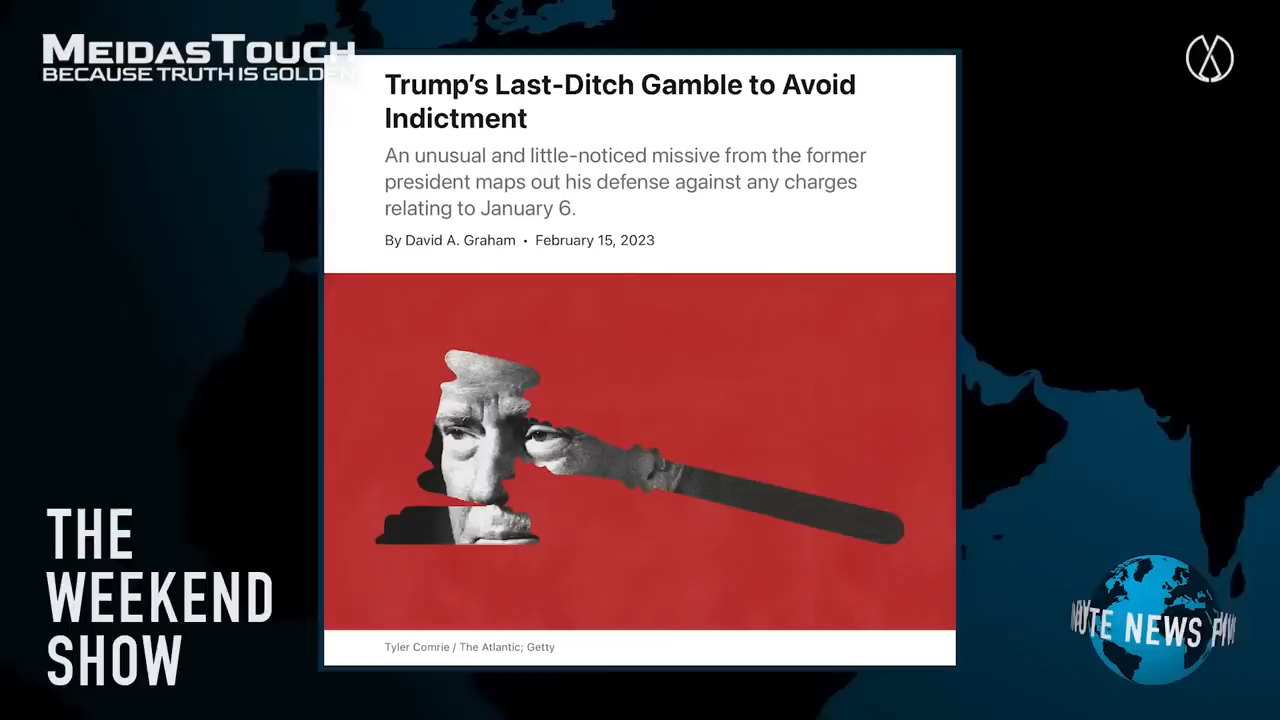 MEIDASTOUCH
BECAUSE TRUTH IS GOLDEN
Trump's Last-Ditch Gamble to Avoid
Indictment
An unusual and little-noticed missive from the former
president maps out his defense against any charges
relating to January 6.
By David A. Graham • February 15, 2023
Tyler Comrie / The Atlantic; Getty
THE
WEEKEND
SHOW
NEWS